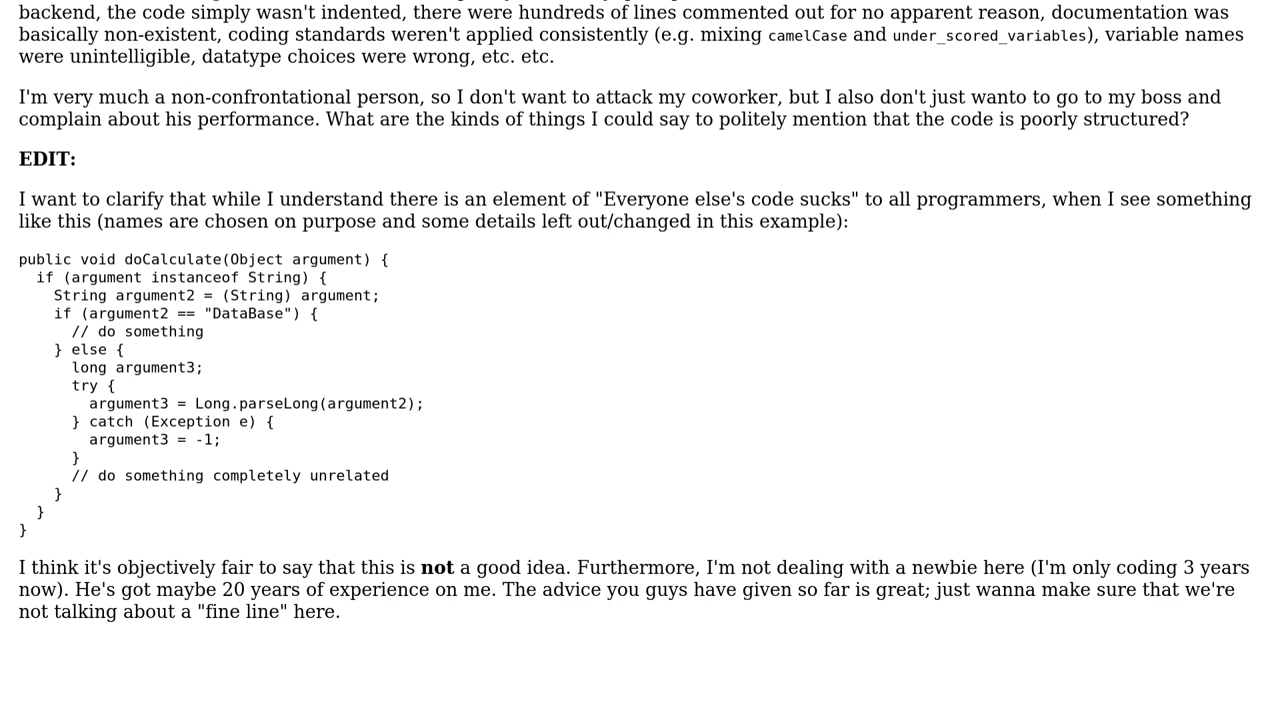 backend, the code simply wasn't indented, there were hundreds of lines commented out for no apparent reason, documentation was
basically non-existent, coding standards weren't applied consistently (e.g. mixing camelCase and under_scored_variables), variable names
were unintelligible, datatype choices were wrong, etc. etc.
I'm very much a non-confrontational person, so I don't want to attack my coworker, but I also don't just wanto to go to my boss and
complain about his performance. What are the kinds of things I could say to politely mention that the code is poorly structured?
EDIT:
I want to clarify that while I understand there is an element of "Everyone else's code sucks" to all programmers, when I see something
like this (names are chosen on purpose and some details left out/changed in this example):
public void doCalculate(Object argument) {
  if (argument instanceof String) {
    String argument2 = (String) argument;
    if (argument2 == "DataBase") {
      // do something
    } else {
      long argument3;
      try {
        argument3 = Long.parseLong(argument2);
      } catch (Exception e) {
        argument3 = -1;
      }
      // do something completely unrelated
    }
  }
}
I think it's objectively fair to say that this is not a good idea. Furthermore, I'm not dealing with a newbie here (I'm only coding 3 years
now). He's got maybe 20 years of experience on me. The advice you guys have given so far is great; just wanna make sure that we're
not talking about a "fine line" here.